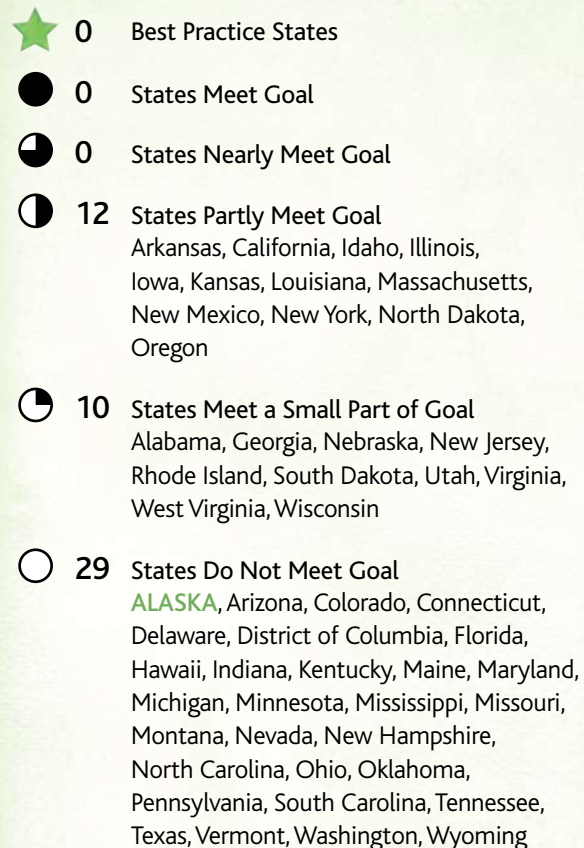 0 Best Practice States
0 States Meet Goal
0 States Nearly Meet Goal
12 States Partly Meet Goal
Arkansas, California, Idaho, Illinois,
Iowa, Kansas, Louisiana, Massachusetts,
New Mexico, New York, North Dakota,
Oregon
10 States Meet a Small Part of Goal
Alabama, Georgia, Nebraska, New Jersey,
Rhode Island, South Dakota, Utah, Virginia,
West Virginia, Wisconsin
29 States Do Not Meet Goal
ALASKA, Arizona, Colorado, Connecticut,
Delaware, District of Columbia, Florida,
Hawaii, Indiana, Kentucky, Maine, Maryland,
Michigan, Minnesota, Mississippi, Missouri,
Montana, Nevada, New Hampshire,
North Carolina, Ohio, Oklahoma,
Pennsylvania, South Carolina, Tennessee,
Texas, Vermont, Washington, Wyoming